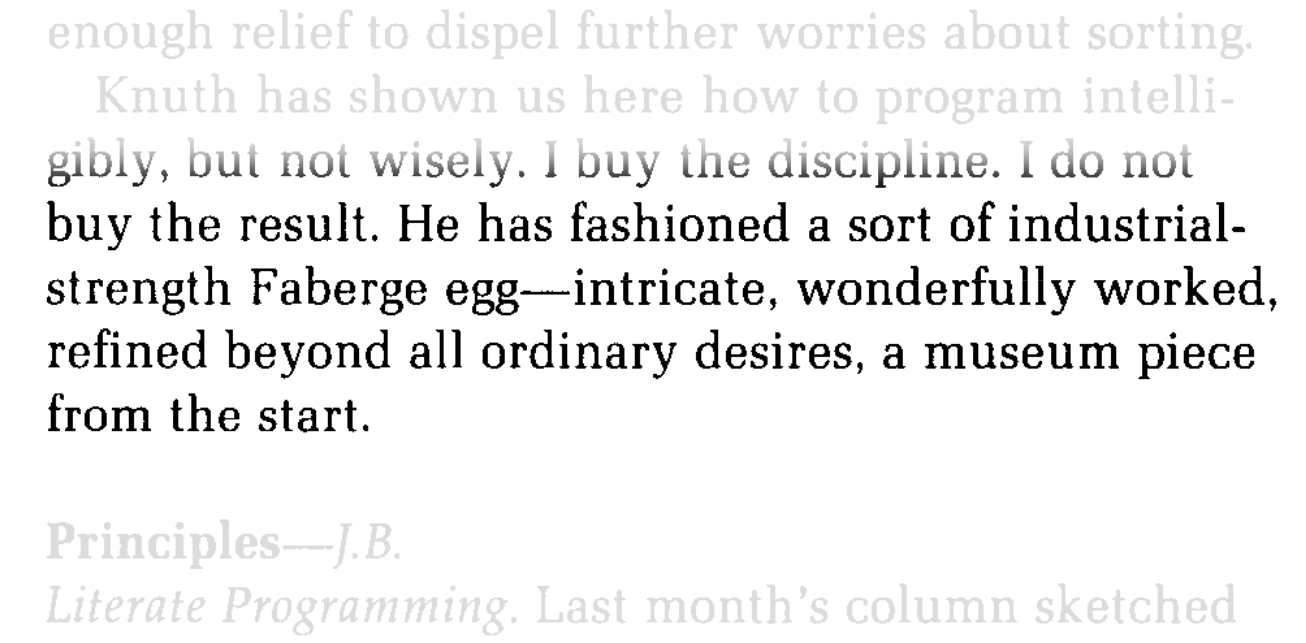 enough relief to dispel further worries about sorting.
Knuth has shown us here how to program intelli-
gibly, but not wisely. I buy the discipline. I do not
buy the result. He has fashioned a sort of industrial-
strength Faberge egg—intricate, wonderfully worked,
refined beyond all ordinary desires, a museum piece
from the start.
Principles—J.B.
Literate Programming. Last month's column sketched